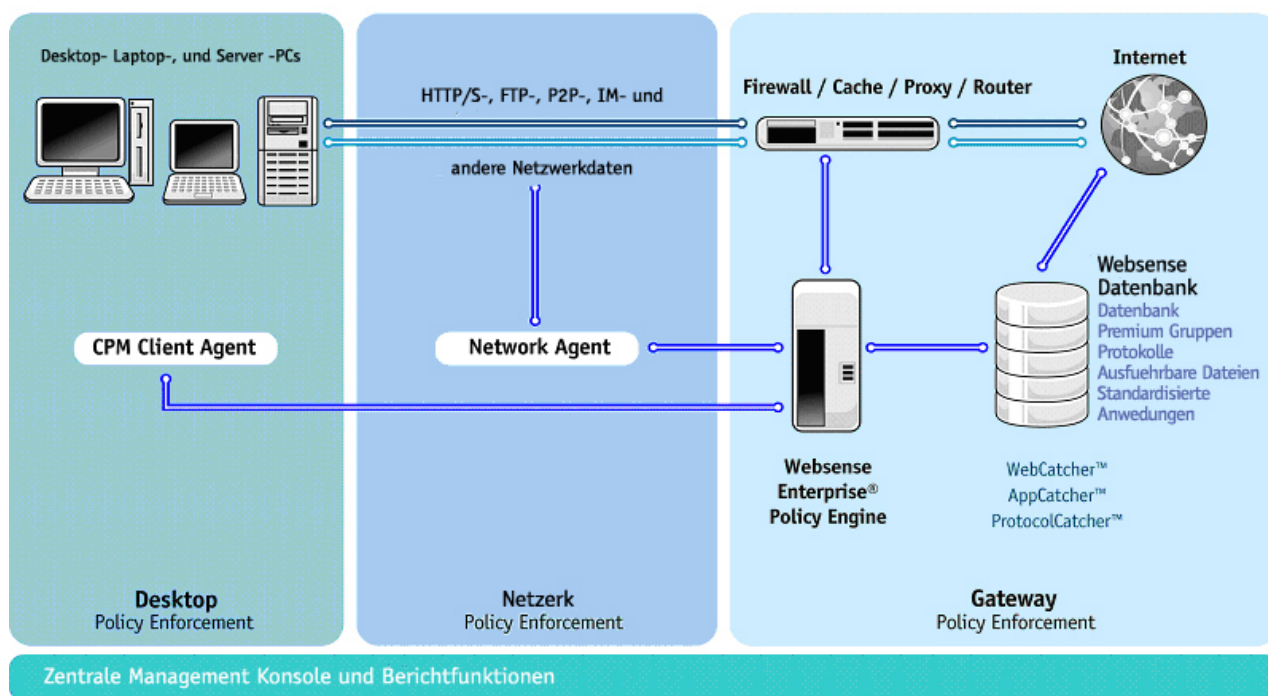 Desktop- Laptop-, und Server -PCs
HTTP/S-, FTP-, P2P-, IM- und
andere Netzwerkdaten
Firewall / Cache / Proxy / Router
Internet
CPM Client Agent
Network Agent
Websense
Enterprise®
Policy Engine
Websense
Datenbank
Datenbank
Premium Gruppen
Protokolle
Ausfuehrbare Dateien
Standardisierte
Anwedungen
WebCatcher™
AppCatcher™
ProtocolCatcher™
Desktop
Policy Enforcement
Netzerk
Policy Enforcement
Gateway
Policy Enforcement
Zentrale Management Konsole und Berichtfunktionen